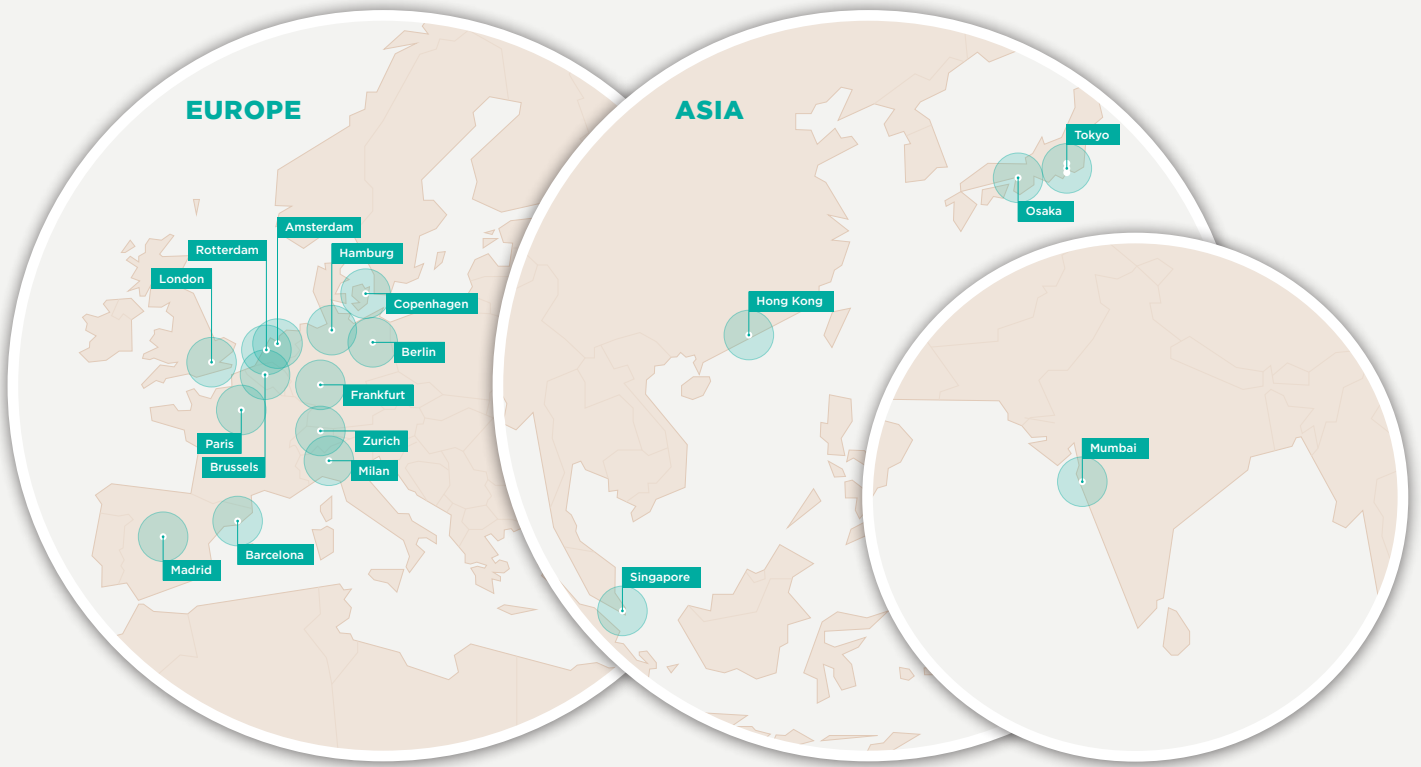 EUROPE
Amsterdam
Rotterdam
Hamburg
London
Copenhagen
Berlin
Frankfurt
Paris
Zurich
Brussels
Milan
Barcelona
Madrid
ASIA
Tokyo
Osaka
Hong Kong
Singapore
Mumbai